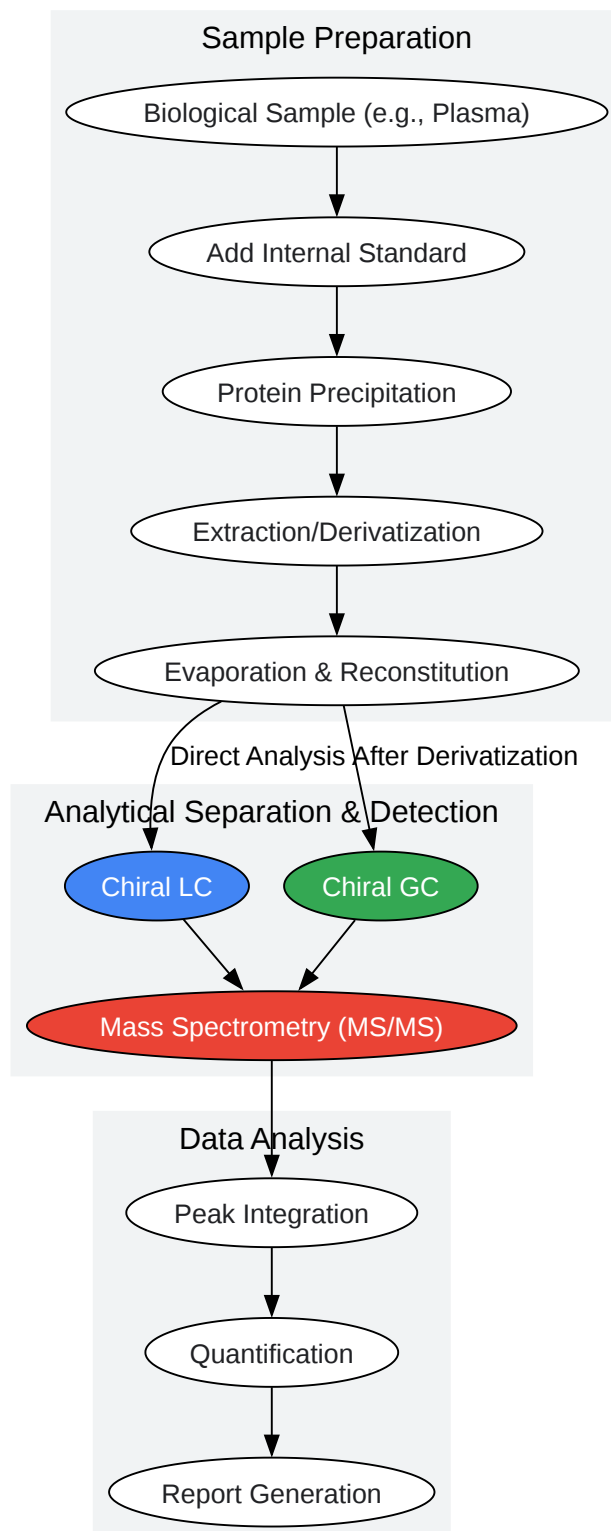 Sample Preparation
Biological Sample (e.g., Plasma)
Add Internal Standard
Protein Precipitation
Extraction/Derivatization
Evaporation & Reconstitution
Direct Analysis
After Derivatization
Analytical Separation & Detection
Chiral LC
Chiral GC
Mass Spectrometry (MS/MS)
Data Analysis
Peak Integration
Quantification
Report Generation